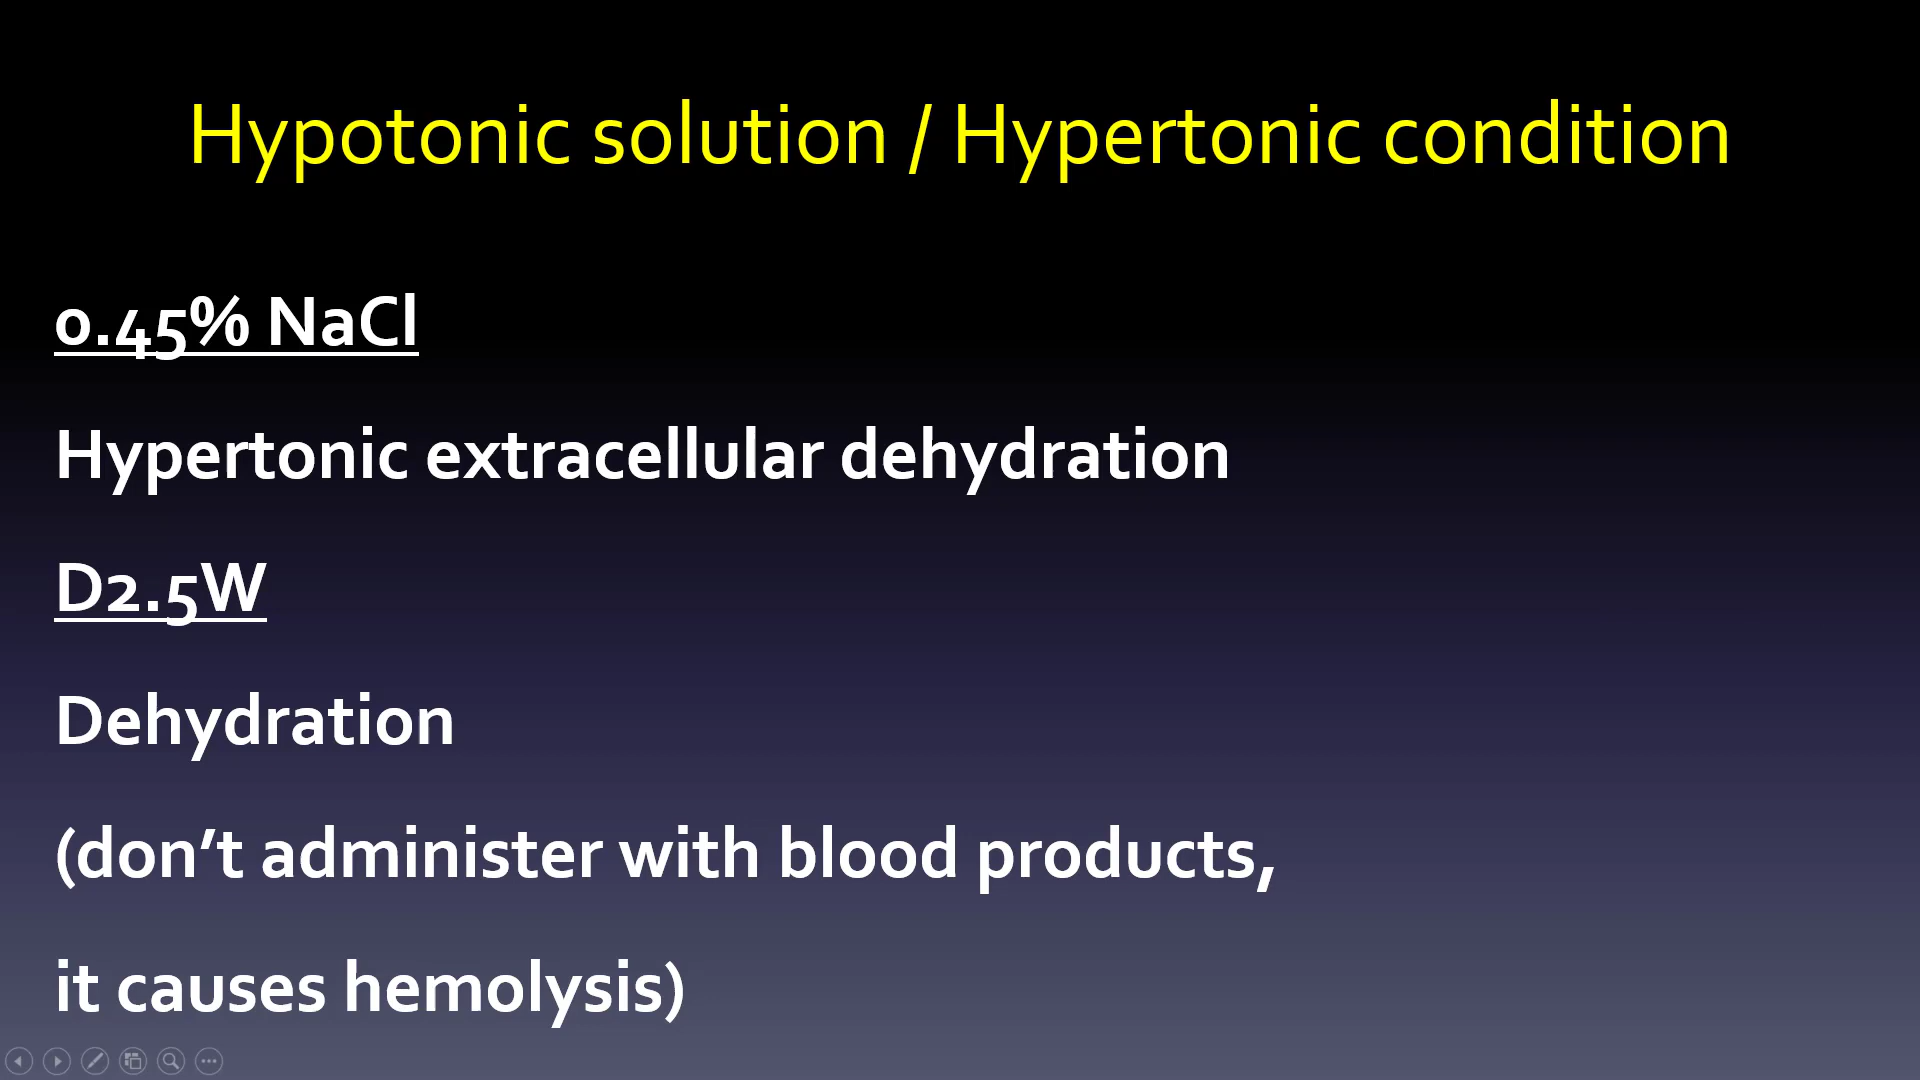 Hypotonic solution / Hypertonic condition
0.45% NaCl
Hypertonic extracellular dehydration
D2.5W
Dehydration
(don’t administer with blood products,
it causes hemolysis)